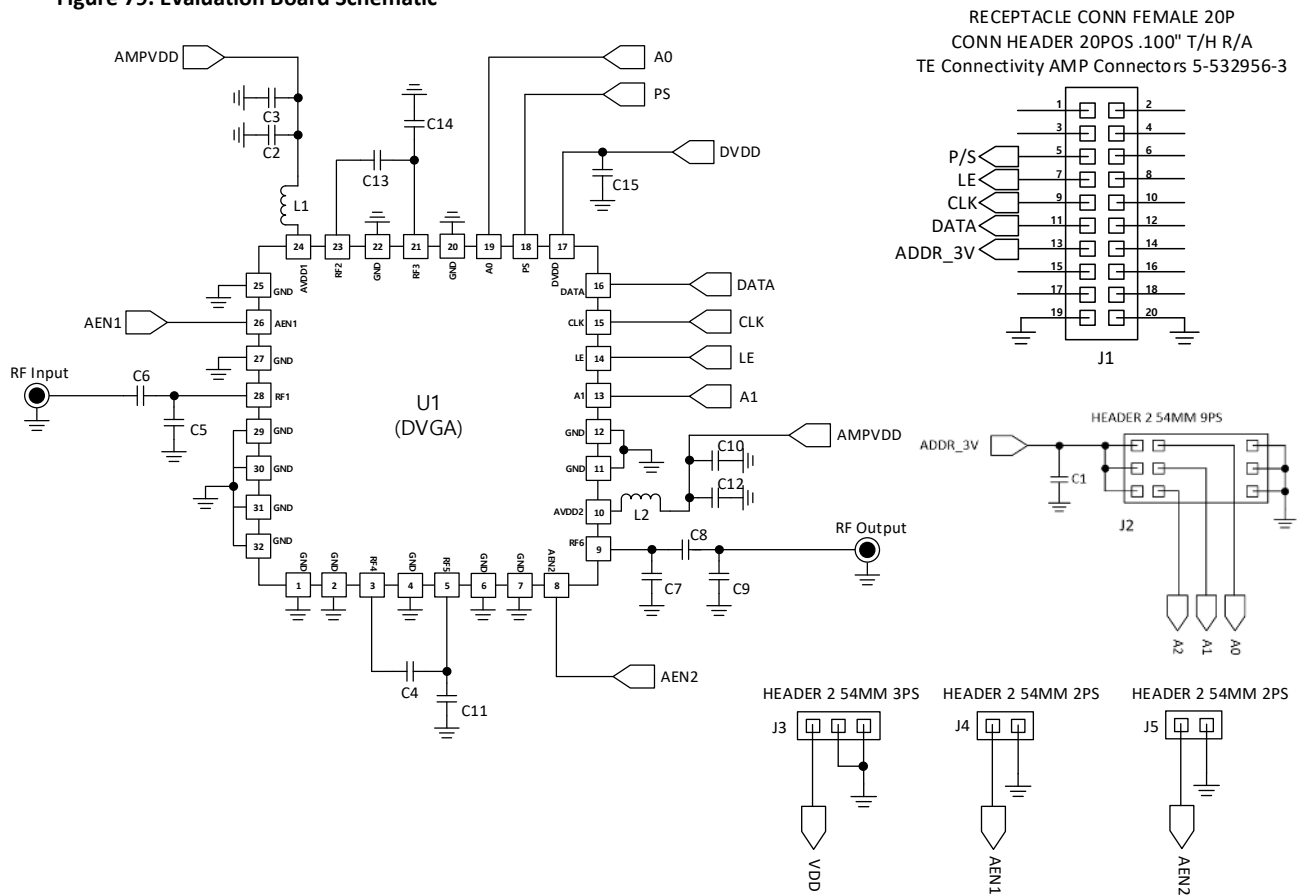 Figure 79. Evaluation Board Schematic
RECEPTACLE CONN FEMALE 20P
CONN HEADER 20POS .100" T/H R/A
TE Connectivity AMP Connectors 5-532956-3
AMPVDD
C3
C2
L1
C13
C14
A0
PS
DVDD
C15
24
23
22
21
20
19
18
17
AVDD1
RF2
GND
RF3
GND
A0
PS
DVDD
25
GND
AEN1
26
AEN1
27
GND
RF Input
C6
28
RF1
C5
29
GND
30
GND
31
GND
32
GND
U1
(DVGA)
DATA
16
DATA
CLK
15
CLK
LE
14
LE
A1
13
A1
GND
12
GND
11
AVDD2
10
RF6
9
L2
C10
C12
AMPVDD
RF Output
C8
C7
C9
GND
GND
RF4
GND
RF5
GND
GND
AEN2
1
2
3
4
5
6
7
8
C4
C11
AEN2
1
2
3
4
P/S
5
6
LE
7
8
CLK
9
10
DATA
11
12
ADDR_3V
13
14
15
16
17
18
19
20
J1
HEADER 2 54MM 9PS
ADDR_3V
C1
J2
A2
A1
A0
HEADER 2 54MM 3PS
J3
VDD
HEADER 2 54MM 2PS
J4
AEN1
HEADER 2 54MM 2PS
J5
AEN2